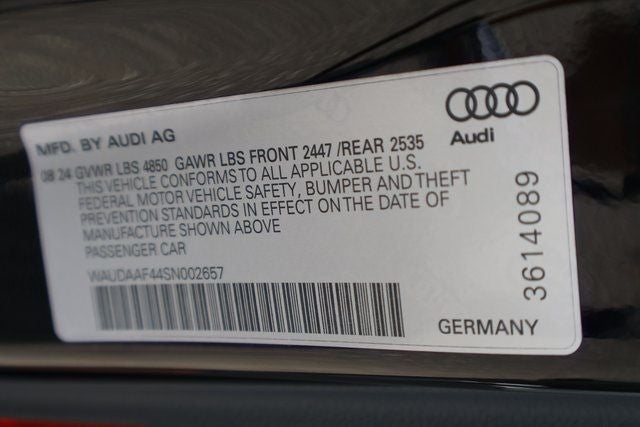 MFD. BY AUDI AG
Audi
08 24 GVWR LBS 4850 GAWR LBS FRONT 2447 /REAR 2535
THIS VEHICLE CONFORMS TO ALL APPLICABLE U.S.
FEDERAL MOTOR VEHICLE SAFETY, BUMPER AND THEFT
PREVENTION STANDARDS IN EFFECT ON THE DATE OF
MANUFACTURE SHOWN ABOVE
PASSENGER CAR
WAUDAAF44SN002657
3614089
GERMANY